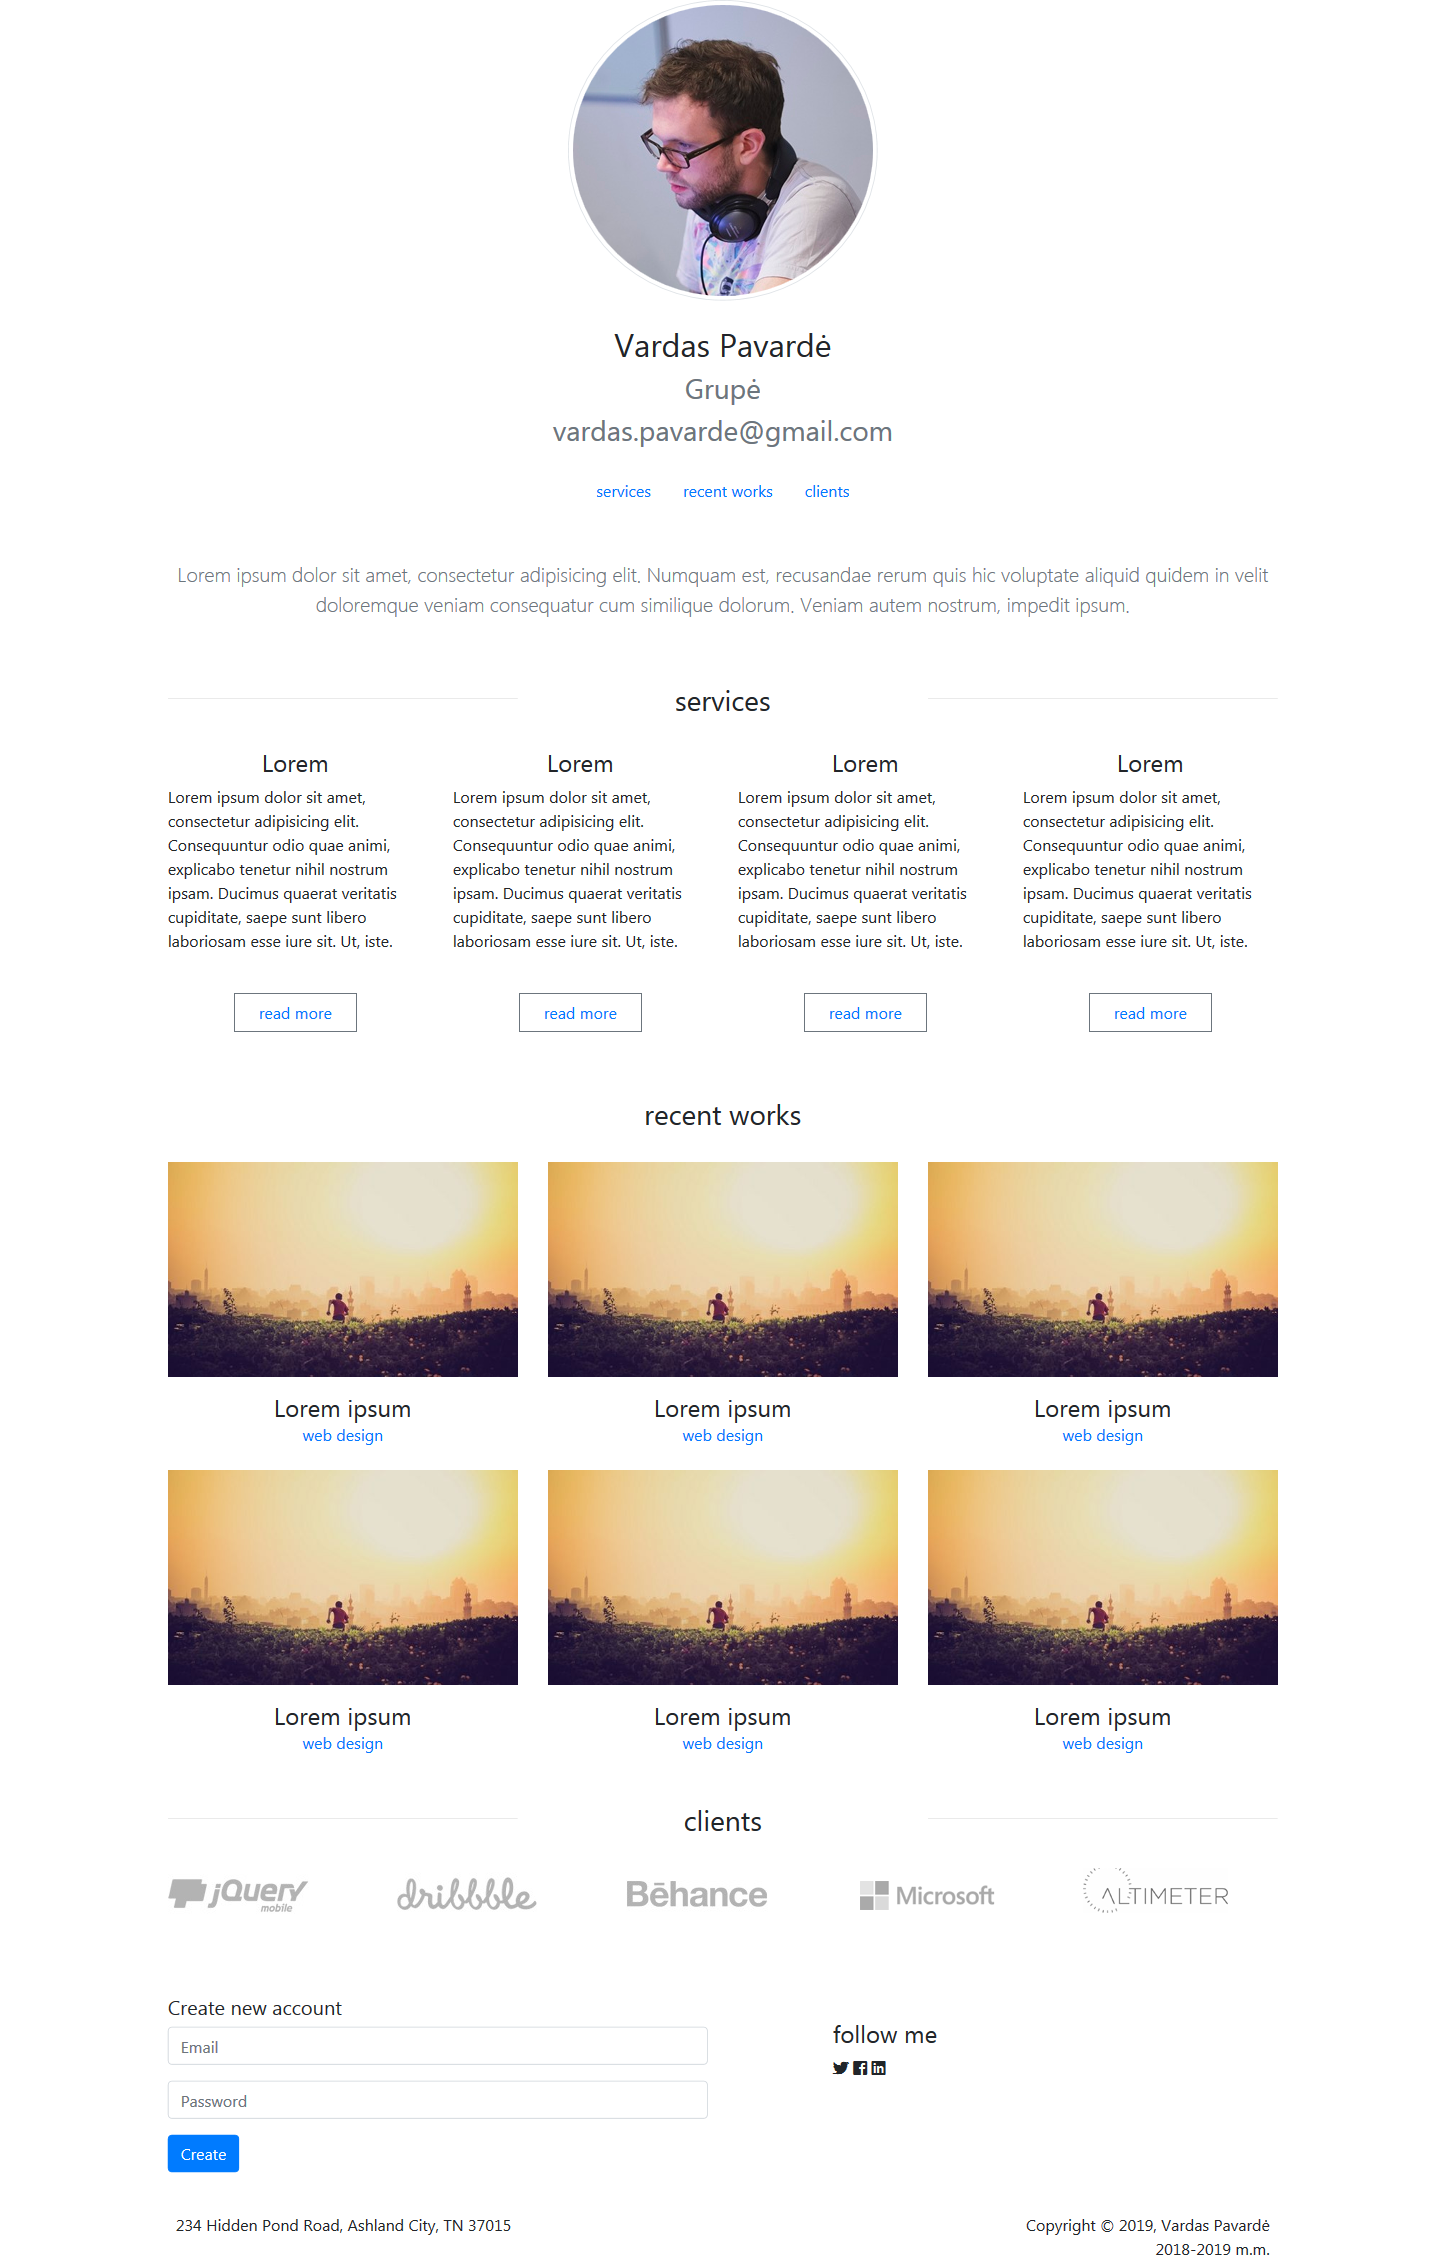 Vardas Pavardė
Grupė
vardas.pavarde@gmail.com
services recent works clients
Lorem ipsum dolor sit amet, consectetur adipisicing elit. Numquam est, recusandae rerum quis hic voluptate aliquid quidem in velit
doloremque veniam consequatur cum similique dolorum. Veniam autem nostrum, impedit ipsum.
services
Lorem
Lorem ipsum dolor sit amet,
consectetur adipisicing elit.
Consequuntur odio quae animi,
explicabo tenetur nihil nostrum
ipsam. Ducimus quaerat veritatis
cupiditate, saepe sunt libero
laboriosam esse iure sit. Ut, iste.
read more
Lorem
Lorem ipsum dolor sit amet,
consectetur adipisicing elit.
Consequuntur odio quae animi,
explicabo tenetur nihil nostrum
ipsam. Ducimus quaerat veritatis
cupiditate, saepe sunt libero
laboriosam esse iure sit. Ut, iste.
read more
Lorem
Lorem ipsum dolor sit amet,
consectetur adipisicing elit.
Consequuntur odio quae animi,
explicabo tenetur nihil nostrum
ipsam. Ducimus quaerat veritatis
cupiditate, saepe sunt libero
laboriosam esse iure sit. Ut, iste.
read more
Lorem
Lorem ipsum dolor sit amet,
consectetur adipisicing elit.
Consequuntur odio quae animi,
explicabo tenetur nihil nostrum
ipsam. Ducimus quaerat veritatis
cupiditate, saepe sunt libero
laboriosam esse iure sit. Ut, iste.
read more
recent works
Lorem ipsum
web design
Lorem ipsum
web design
Lorem ipsum
web design
Lorem ipsum
web design
Lorem ipsum
web design
Lorem ipsum
web design
clients
jQuery
mobile
dribbble
Bēhance
Microsoft
ALTIMETER
Create new account
Email
Password
Create
follow me
234 Hidden Pond Road, Ashland City, TN 37015
Copyright © 2019, Vardas Pavardė
2018-2019 m.m.